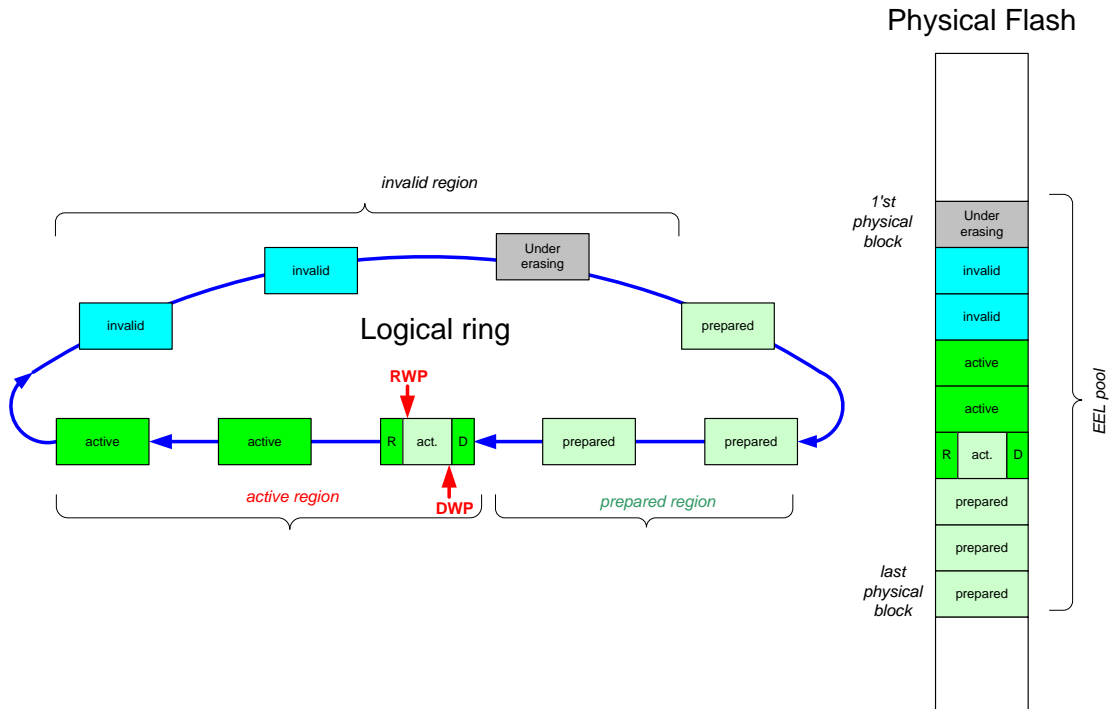 Physical Flash
invalid region
1'st
physical
block
Under
erasing
invalid
invalid
prepared
Logical ring
RWP
active
active
R
act.
D
prepared
prepared
active region
DWP
prepared region
Under
erasing
invalid
invalid
active
active
R
act.
D
prepared
prepared
prepared
last
physical
block
EEL pool